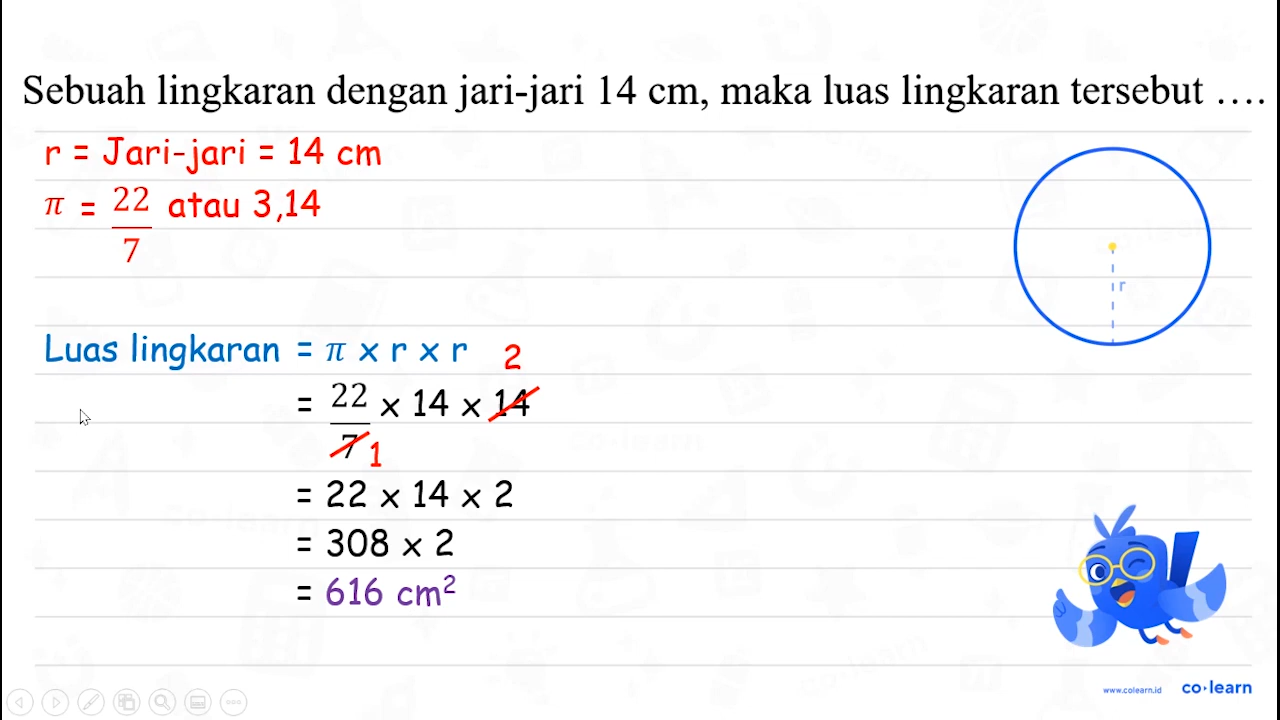 Sebuah lingkaran dengan jari-jari 14 cm, maka luas lingkaran tersebut ....
r = Jari-jari = 14 cm
π = 22/7 atau 3,14
r
Luas lingkaran = π x r x r
2
= 22/7 x 14 x 14
1
= 22 x 14 x 2
= 308 x 2
= 616 cm²
www.colearn.id co·learn